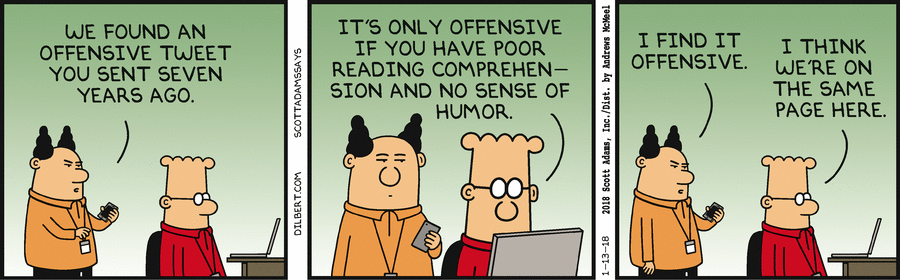 WE FOUND AN
OFFENSIVE TWEET
YOU SENT SEVEN
YEARS AGO.
DILBERT.COM SCOTTADAMSSAYS
IT'S ONLY OFFENSIVE
IF YOU HAVE POOR
READING COMPREHEN—
SION AND NO SENSE OF
HUMOR.
1-13-18 2018 Scott Adams, Inc./Dist. by Andrews McMeel
I FIND IT
OFFENSIVE.
I THINK
WE'RE ON
THE SAME
PAGE HERE.